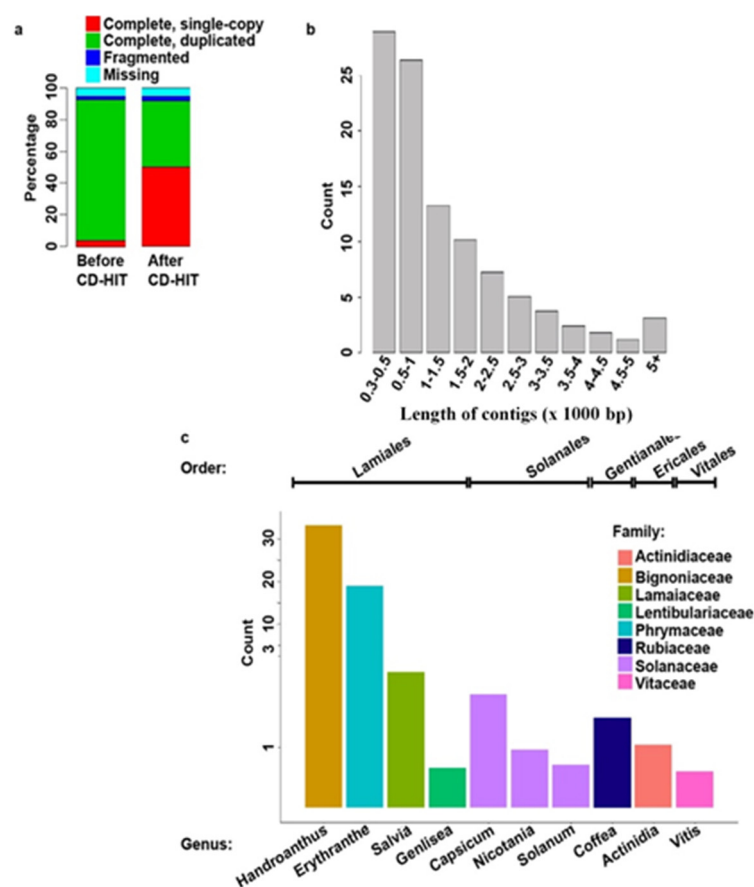 a
Complete, single-copy
Complete, duplicated
Fragmented
Missing
Percentage
100
80
60
40
20
0
Before
CD-HIT
After
CD-HIT
b
Count
25
20
15
10
5
0
0.3-0.5
0.5-1
1-1.5
1.5-2
2-2.5
2.5-3
3-3.5
3.5-4
4-4.5
4.5-5
5+
Length of contigs (x 1000 bp)
c
Order:
Lamiales
Solanales
Gentianales
Ericales
Vitales
Count
30
20
10
3
1
Family:
Actinidiaceae
Bignoniaceae
Lamaiaceae
Lentibulariaceae
Phrymaceae
Rubiaceae
Solanaceae
Vitaceae
Genus:
Handroanthus
Erythranthe
Salvia
Genlisea
Capsicum
Nicotania
Solanum
Coffea
Actinidia
Vitis